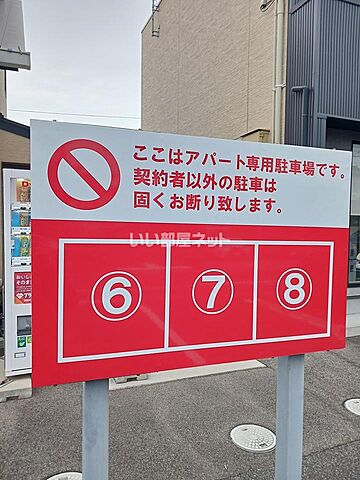 ここはアパート専用駐車場です。
契約者以外の駐車は
固くお断り致します。
いい部屋ネット
⑥ ⑦ ⑧